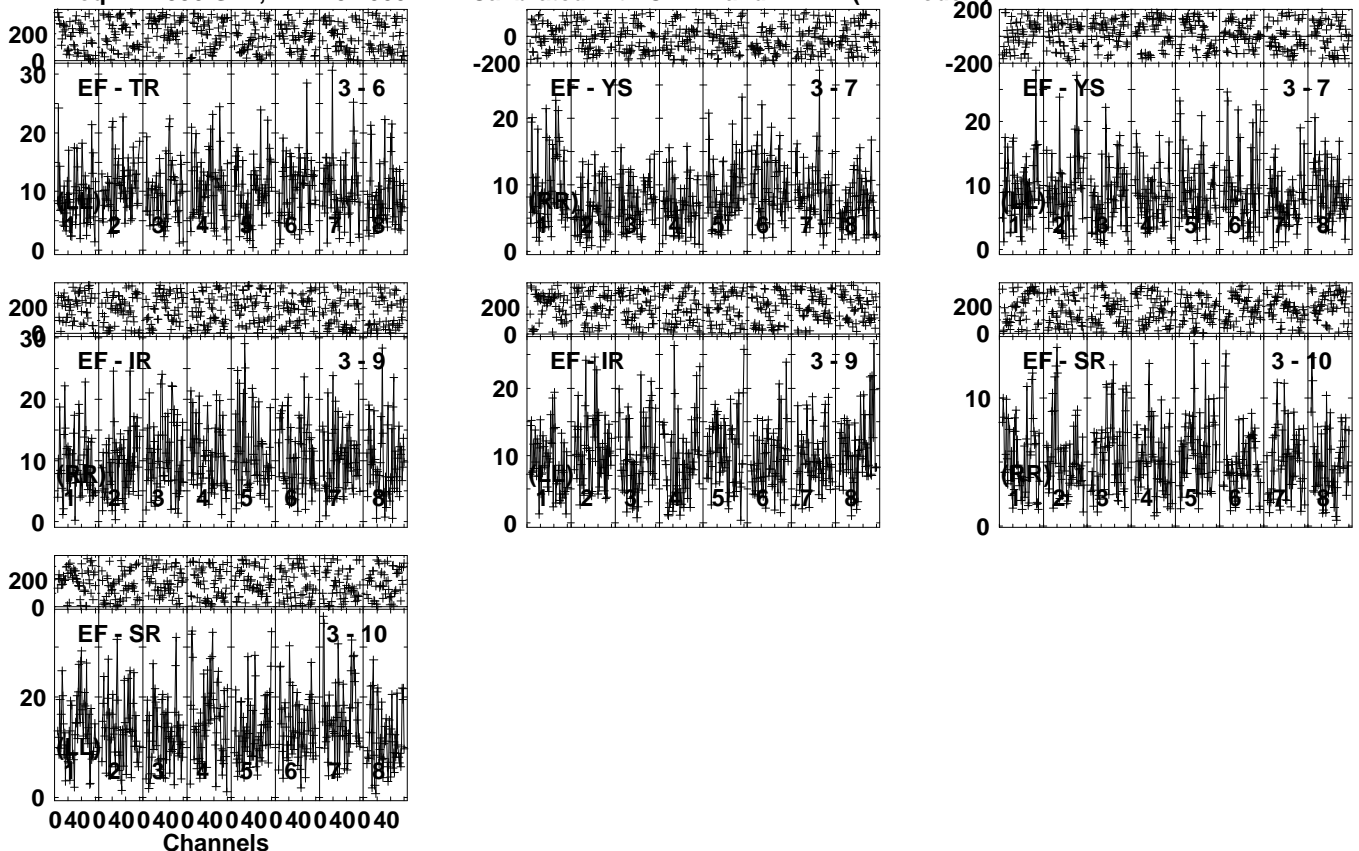 200 0 -200 200 -200
0
30 EF - TR 3 - 6 EF - YS 3 - 7 EF - YS 3 - 7
20 20 20
10 10 10
(LL) (RR) (LL)
1 2 3 4 5 6 7 8 1 2 3 4 5 6 7 8 1 2 3 4 5 6 7 8
0 0 0
200 200 200
0 0 0
30 EF - IR 3 - 9 EF - IR 3 - 9 EF - SR 3 - 10
20 20 10
10 10
(RR) (LL) (RR)
1 2 3 4 5 6 7 8 1 2 3 4 5 6 7 8 1 2 3 4 5 6 7 8
0 0 0
200
0
EF - SR 3 - 10
20
(LL)
1 2 3 4 5 6 7 8
0
0 40 0 40 0 40 0 40 0 40 0 40 0 40 0 40
Channels